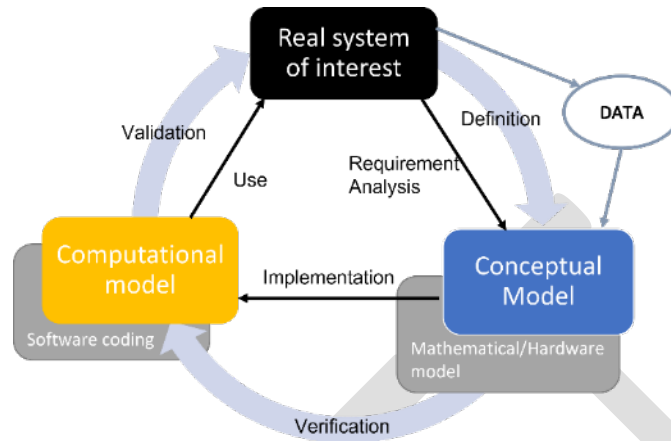 Real system
of interest
DATA
Validation
Definition
Use
Requirement
Analysis
Computational
model
Implementation
Conceptual
Model
Software coding
Mathematical/Hardware
model
Verification